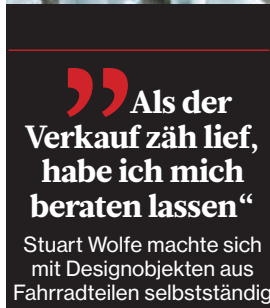 „Als der
Verkauf zäh lief,
habe ich mich
beraten lassen“
Stuart Wolfe machte sich
mit Designobjekten aus
Fahrradteilen selbstständig